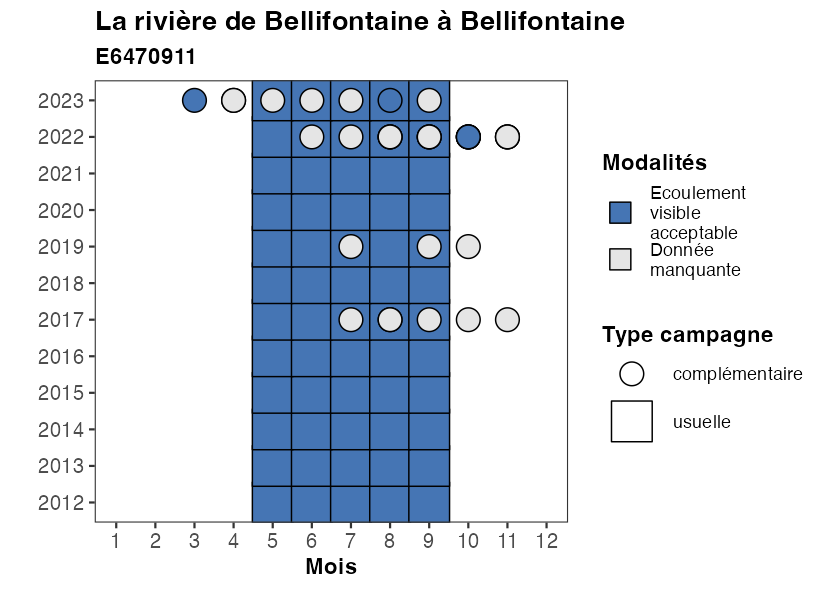 La rivière de Bellifontaine à Bellifontaine
E6470911
2023
2022
2021
2020
2019
2018
2017
2016
2015
2014
2013
2012
1 2 3 4 5 6 7 8 9 10 11 12
Mois
Modalités
Ecoulement
visible
acceptable
Donnée
manquante
Type campagne
complémentaire
usuelle